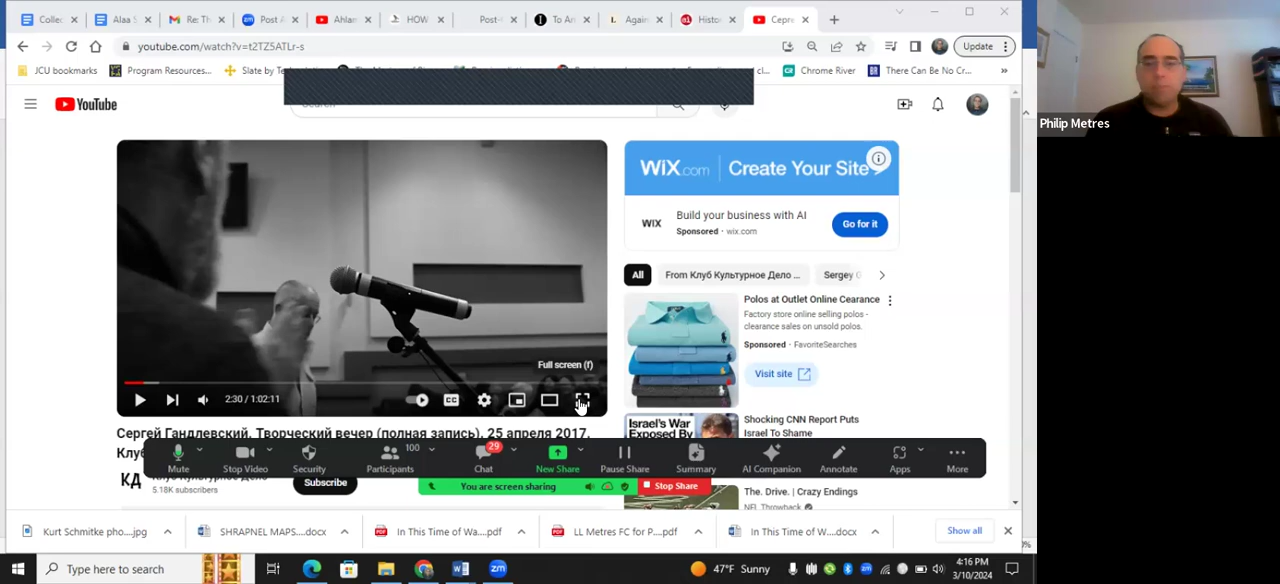 Collec
Alaa S
Re: Th
Post A
Ahlan
HOW
Post-
To Ar
Again
Histo
Серге
youtube.com/watch?v=t2TZ5ATLr-s
Update
JCU bookmarks
Program Resources...
Slate by Te
Chrome River
There Can Be No Cr...
YouTube
Philip Metres
WiX.com | Create Your Site
WIX
Build your business with AI
Sponsored · wix.com
Go for it
All
From Клуб Культурное Дело ...
Sergey G
Polos at Outlet Online Clearance
Factory store online selling polos -
clearance sales on unsold polos.
Sponsored · FavoriteSearches
Visit site
Full screen (f)
2:30 / 1:02:11
Israel's War
Exposed By
Shocking CNN Report Puts
Israel To Shame
Сергей Гандлевский. Творческий вечер (полная запись). 25 апреля 2017.
КД
5.18K subscribers
Subscribe
Mute
Stop Video
Security
Participants
100
Chat
29
New Share
Pause Share
Summary
AI Companion
Annotate
Apps
More
You are screen sharing
Stop Share
The. Drive. | Crazy Endings
NFL Throwback
Kurt Schmitke pho....jpg
SHRAPNEL MAPS....docx
In This Time of Wa....pdf
LL Metres FC for P....pdf
In This Time of W....docx
Show all
Type here to search
47°F Sunny
4:16 PM
3/10/2024